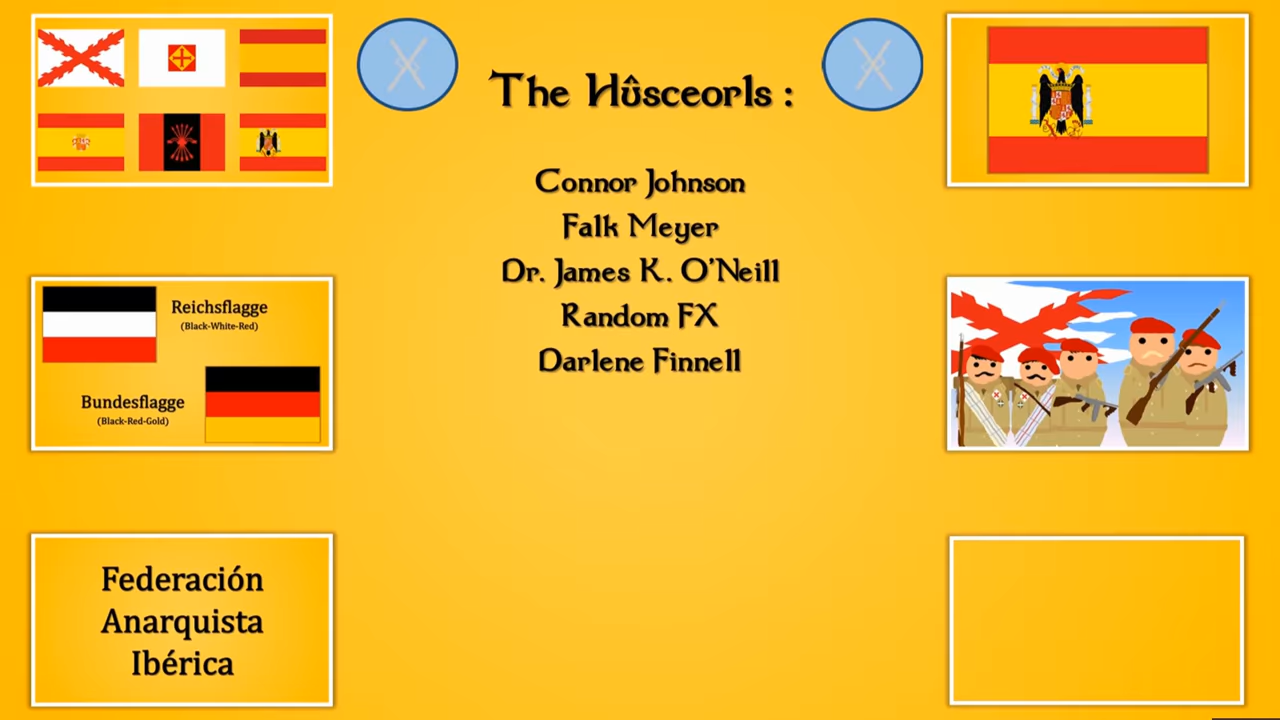 The Hûsceorls :
Connor Johnson
Falk Meyer
Dr. James K. O'Neill
Random FX
Darlene Finnell
Reichsflagge
(Black-White-Red)
Bundesflagge
(Black-Red-Gold)
Federación
Anarquista
Ibérica